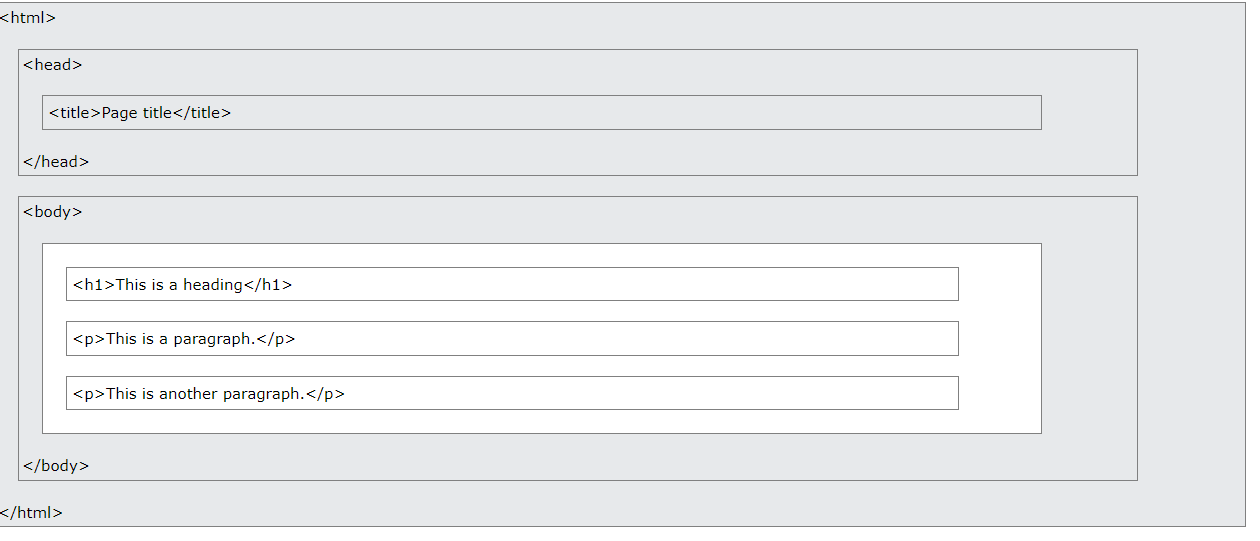 <html>
<head>
<title>Page title</title>
</head>
<body>
<h1>This is a heading</h1>
<p>This is a paragraph.</p>
<p>This is another paragraph.</p>
</body>
</html>